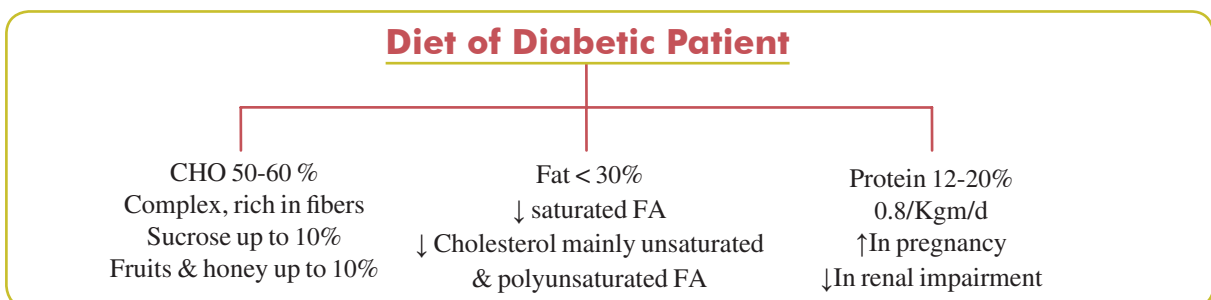 Diet of Diabetic Patient
CHO 50-60 %
Complex, rich in fibers
Sucrose up to 10%
Fruits & honey up to 10%
Fat < 30%
↓ saturated FA
↓ Cholesterol mainly unsaturated
& polyunsaturated FA
Protein 12-20%
0.8/Kgm/d
↑In pregnancy
↓In renal impairment